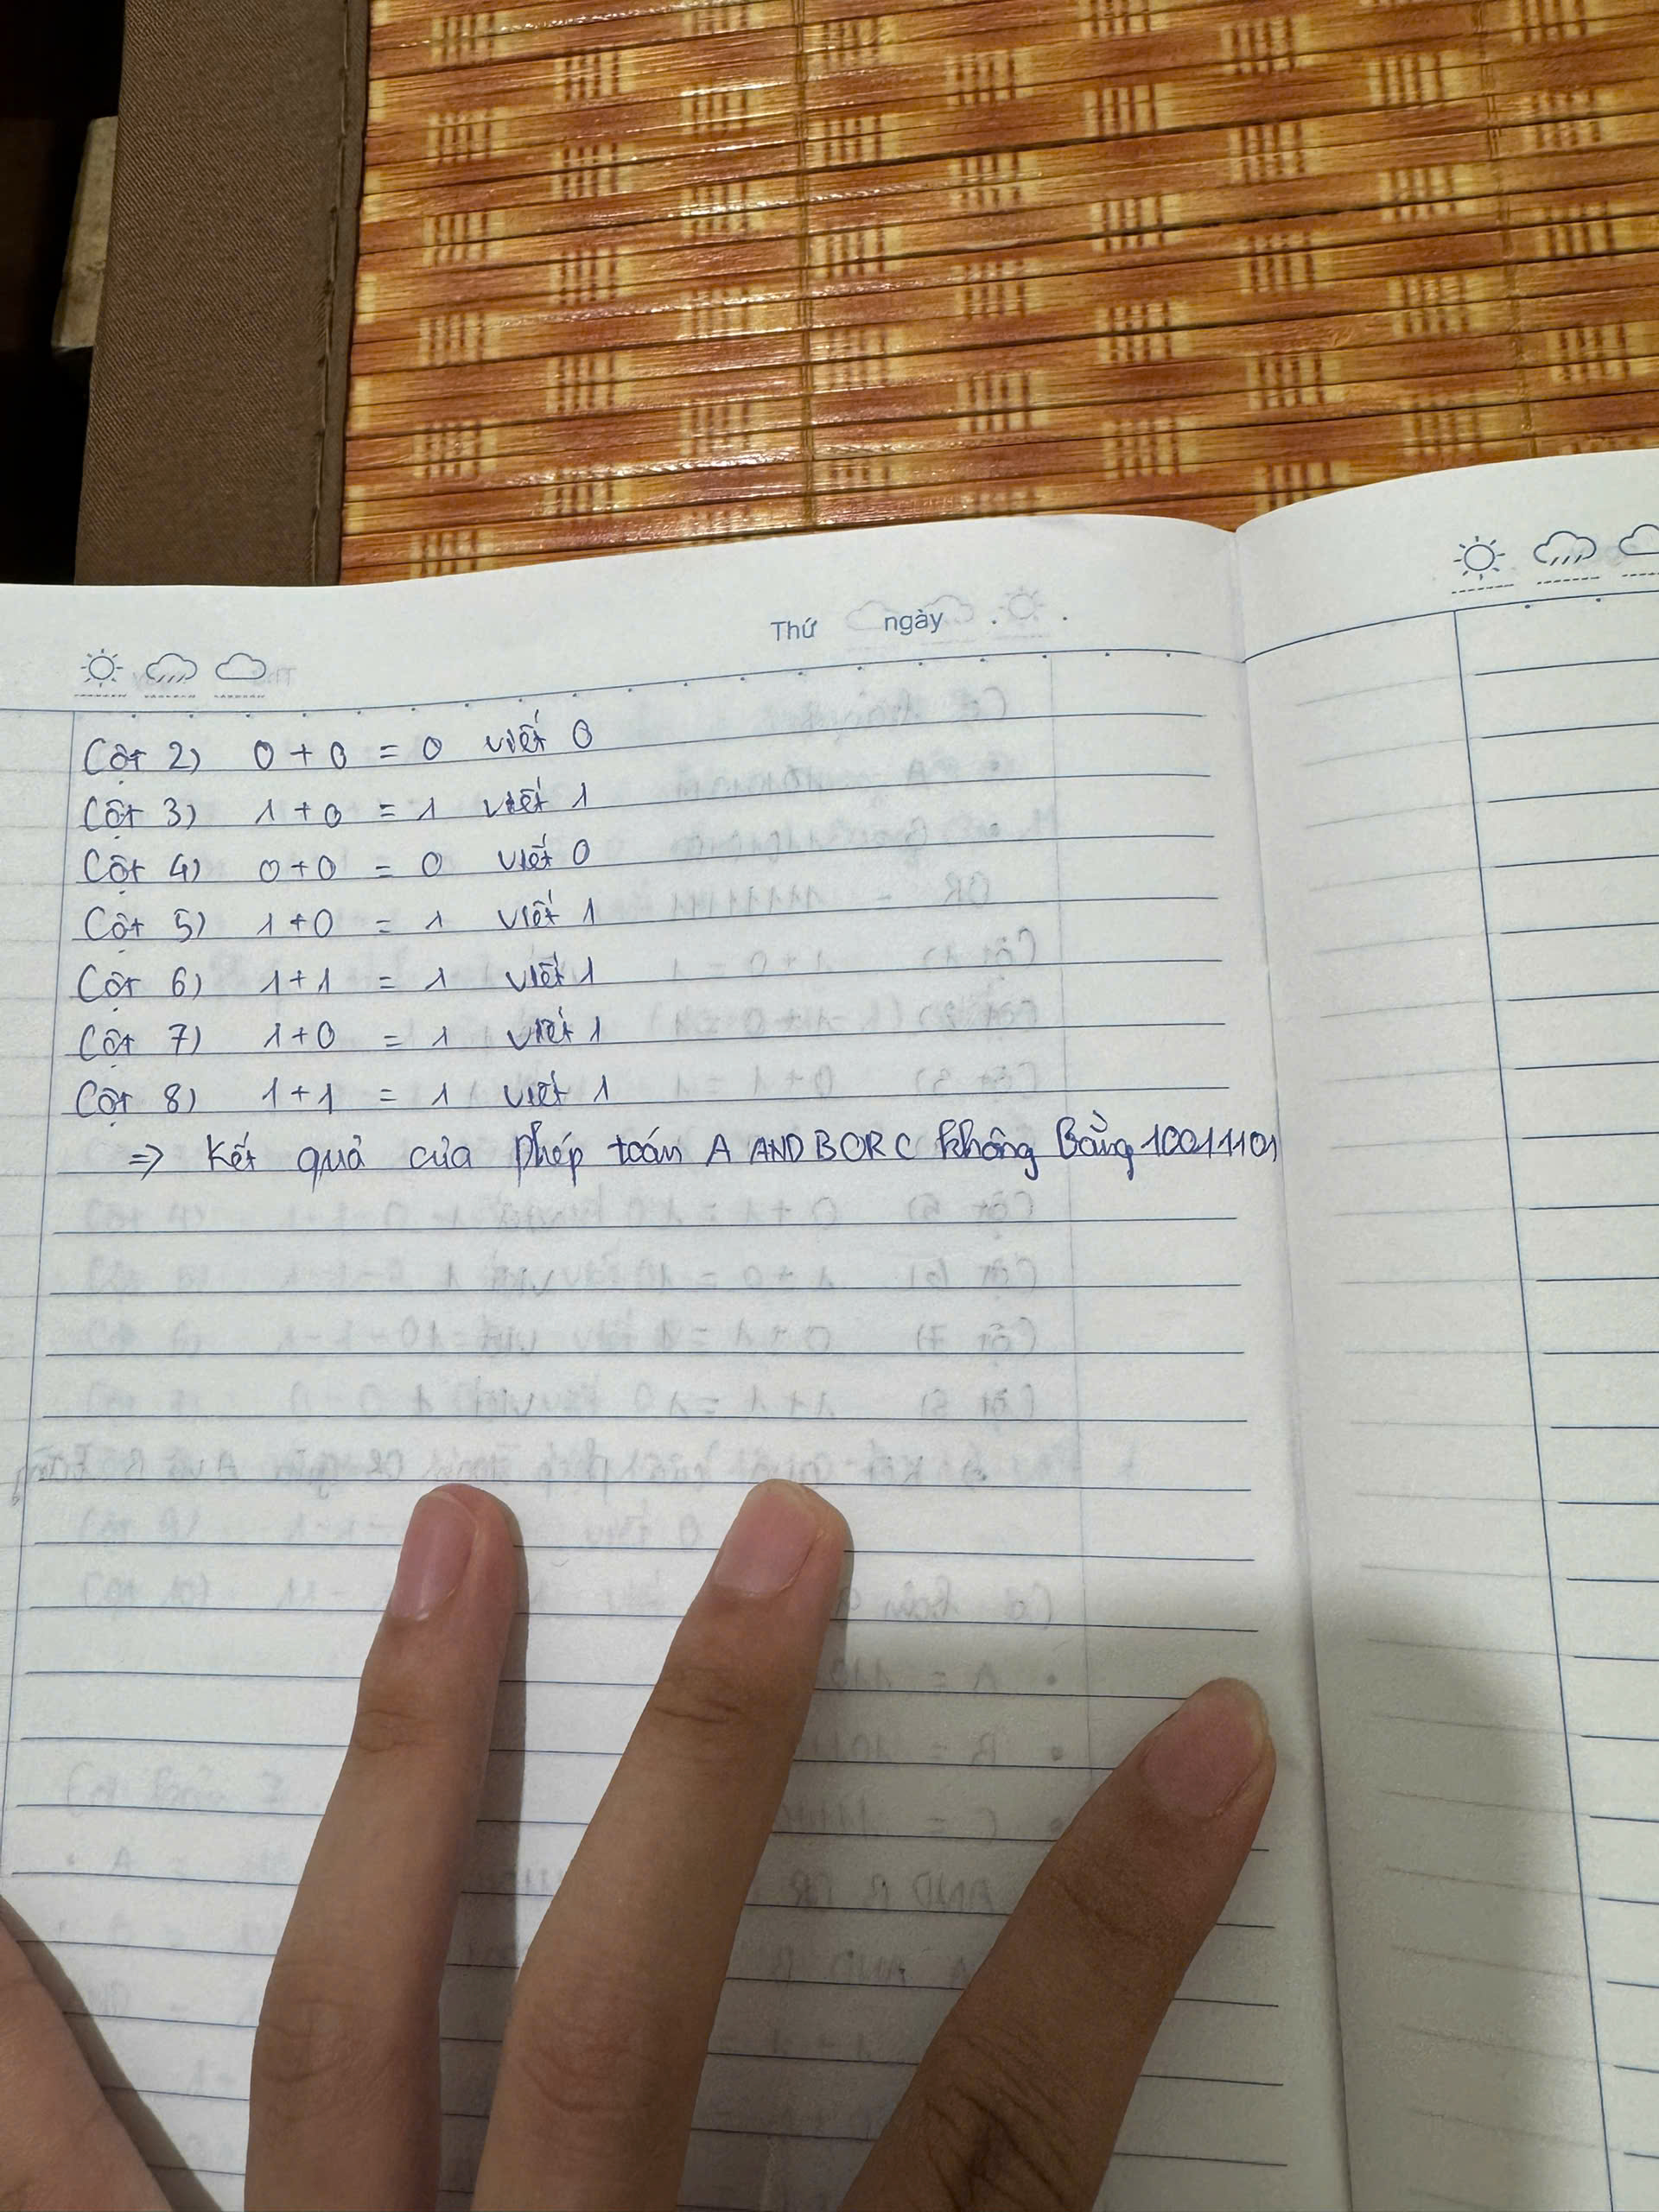 Thứ ngày . .
Cột 2) 0 + 0 = 0 viết 0
Cột 3) 1 + 0 = 1 viết 1
Cột 4) 0 + 0 = 0 viết 0
Cột 5) 1 + 0 = 1 viết 1
Cột 6) 1 + 1 = 1 viết 1
Cột 7) 1 + 0 = 1 viết 1
Cột 8) 1 + 1 = 1 viết 1
=> Kết quả của phép toán A AND B OR C không bằng 10011101